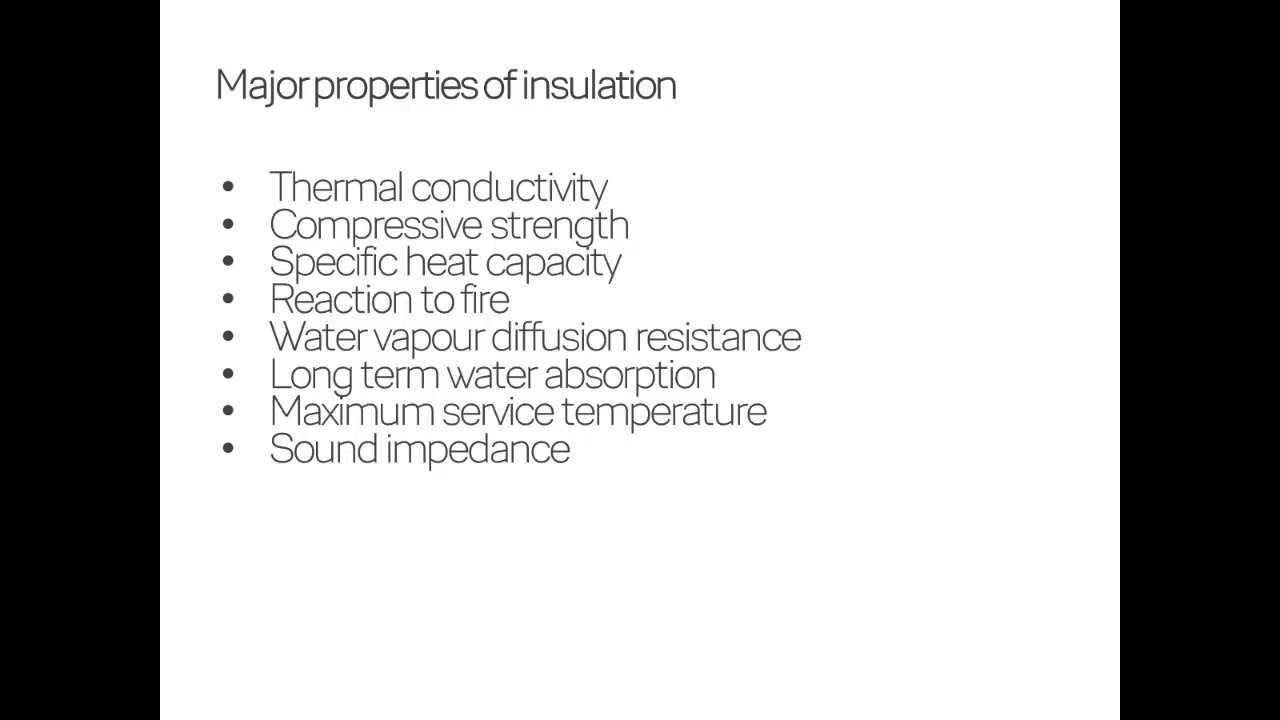 Major properties of insulation
• Thermal conductivity
• Compressive strength
• Specific heat capacity
• Reaction to fire
• Water vapour diffusion resistance
• Long term water absorption
• Maximum service temperature
• Sound impedance